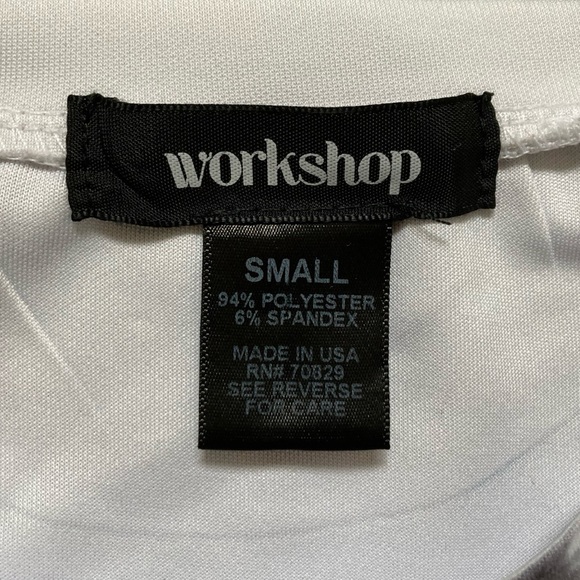 workshop
SMALL
94% POLYESTER
6% SPANDEX
MADE IN USA
RN# 70829
SEE REVERSE
FOR CARE